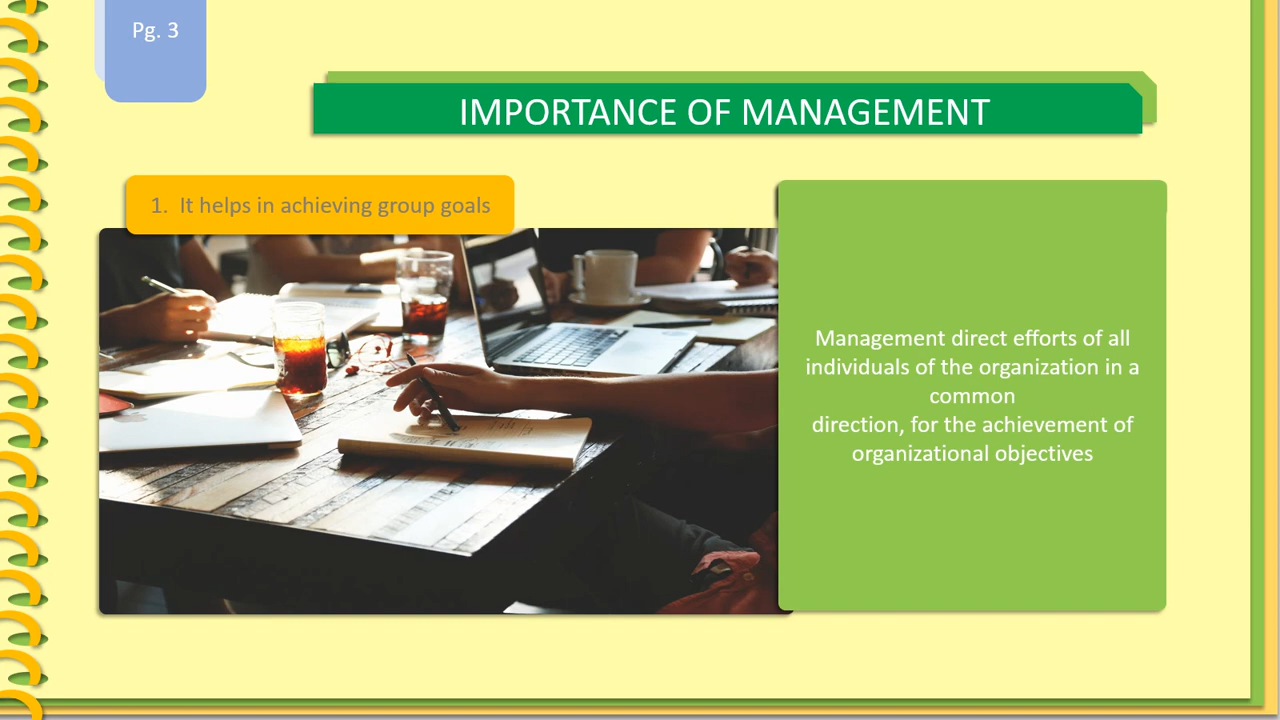 Pg. 3
IMPORTANCE OF MANAGEMENT
1. It helps in achieving group goals
Management direct efforts of all
individuals of the organization in a
common
direction, for the achievement of
organizational objectives